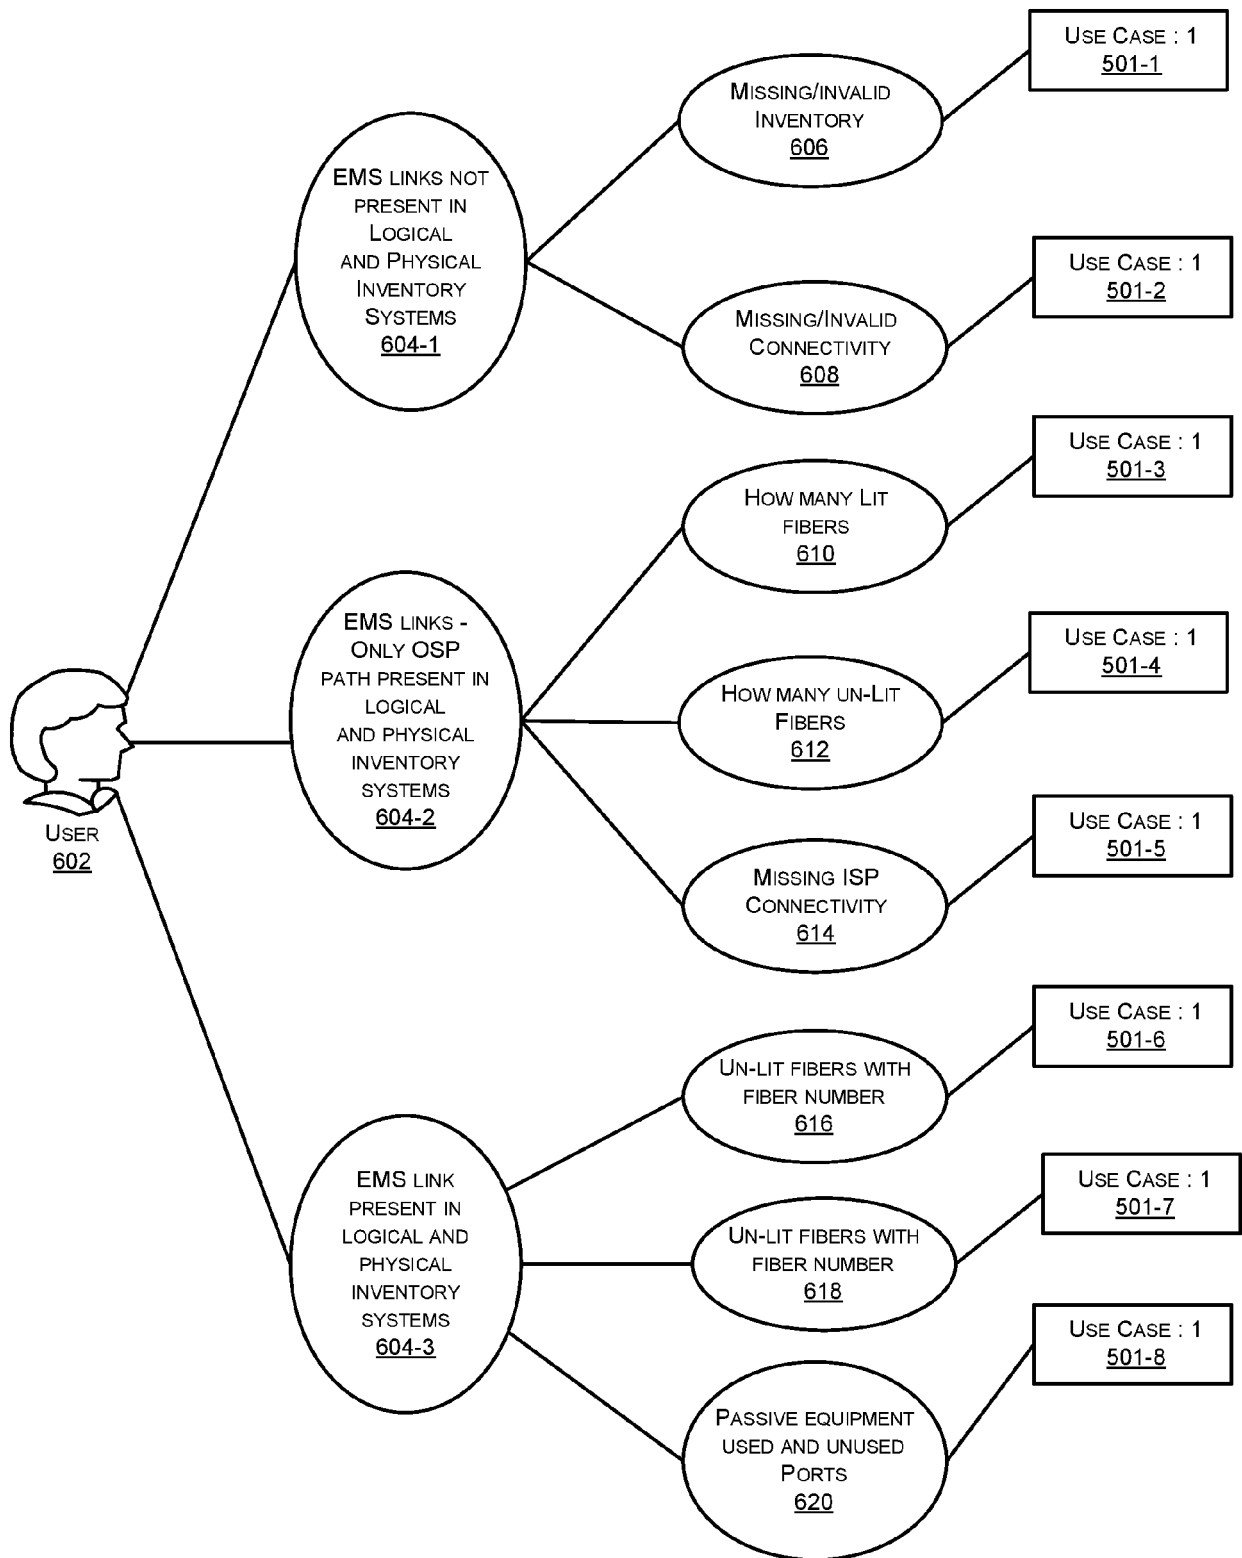 USER
602
EMS LINKS NOT
PRESENT IN
LOGICAL
AND PHYSICAL
INVENTORY
SYSTEMS
604-1
EMS LINKS -
ONLY OSP
PATH PRESENT IN
LOGICAL
AND PHYSICAL
INVENTORY
SYSTEMS
604-2
EMS LINK
PRESENT IN
LOGICAL AND
PHYSICAL
INVENTORY
SYSTEMS
604-3
MISSING/INVALID
INVENTORY
606
MISSING/INVALID
CONNECTIVITY
608
HOW MANY LIT
FIBERS
610
HOW MANY UN-LIT
FIBERS
612
MISSING ISP
CONNECTIVITY
614
UN-LIT FIBERS WITH
FIBER NUMBER
616
UN-LIT FIBERS WITH
FIBER NUMBER
618
PASSIVE EQUIPMENT
USED AND UNUSED
PORTS
620
USE CASE : 1
501-1
USE CASE : 1
501-2
USE CASE : 1
501-3
USE CASE : 1
501-4
USE CASE : 1
501-5
USE CASE : 1
501-6
USE CASE : 1
501-7
USE CASE : 1
501-8